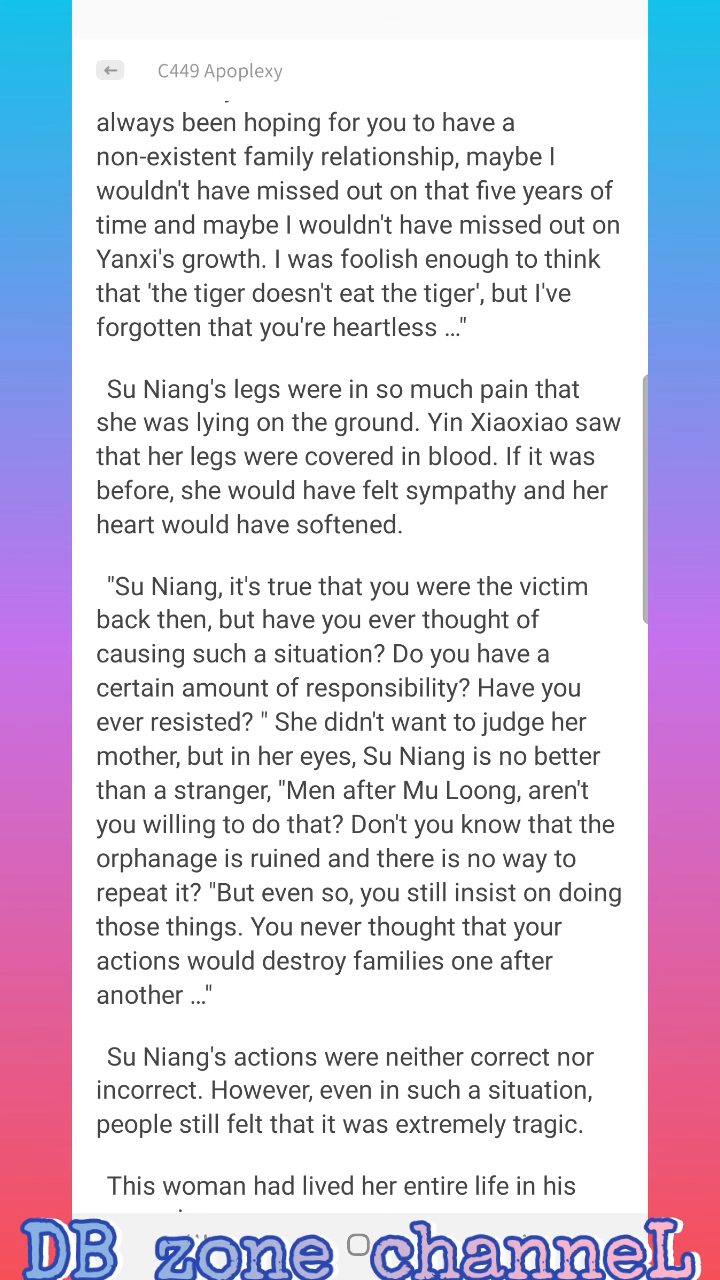 C449 Apoplexy
always been hoping for you to have a
non-existent family relationship, maybe I
wouldn't have missed out on that five years of
time and maybe I wouldn't have missed out on
Yanxi's growth. I was foolish enough to think
that 'the tiger doesn't eat the tiger', but I've
forgotten that you're heartless ..."
Su Niang's legs were in so much pain that
she was lying on the ground. Yin Xiaoxiao saw
that her legs were covered in blood. If it was
before, she would have felt sympathy and her
heart would have softened.
"Su Niang, it's true that you were the victim
back then, but have you ever thought of
causing such a situation? Do you have a
certain amount of responsibility? Have you
ever resisted? " She didn't want to judge her
mother, but in her eyes, Su Niang is no better
than a stranger, "Men after Mu Loong, aren't
you willing to do that? Don't you know that the
orphanage is ruined and there is no way to
repeat it? "But even so, you still insist on doing
those things. You never thought that your
actions would destroy families one after
another ..."
Su Niang's actions were neither correct nor
incorrect. However, even in such a situation,
people still felt that it was extremely tragic.
This woman had lived her entire life in his
DB zone channeL